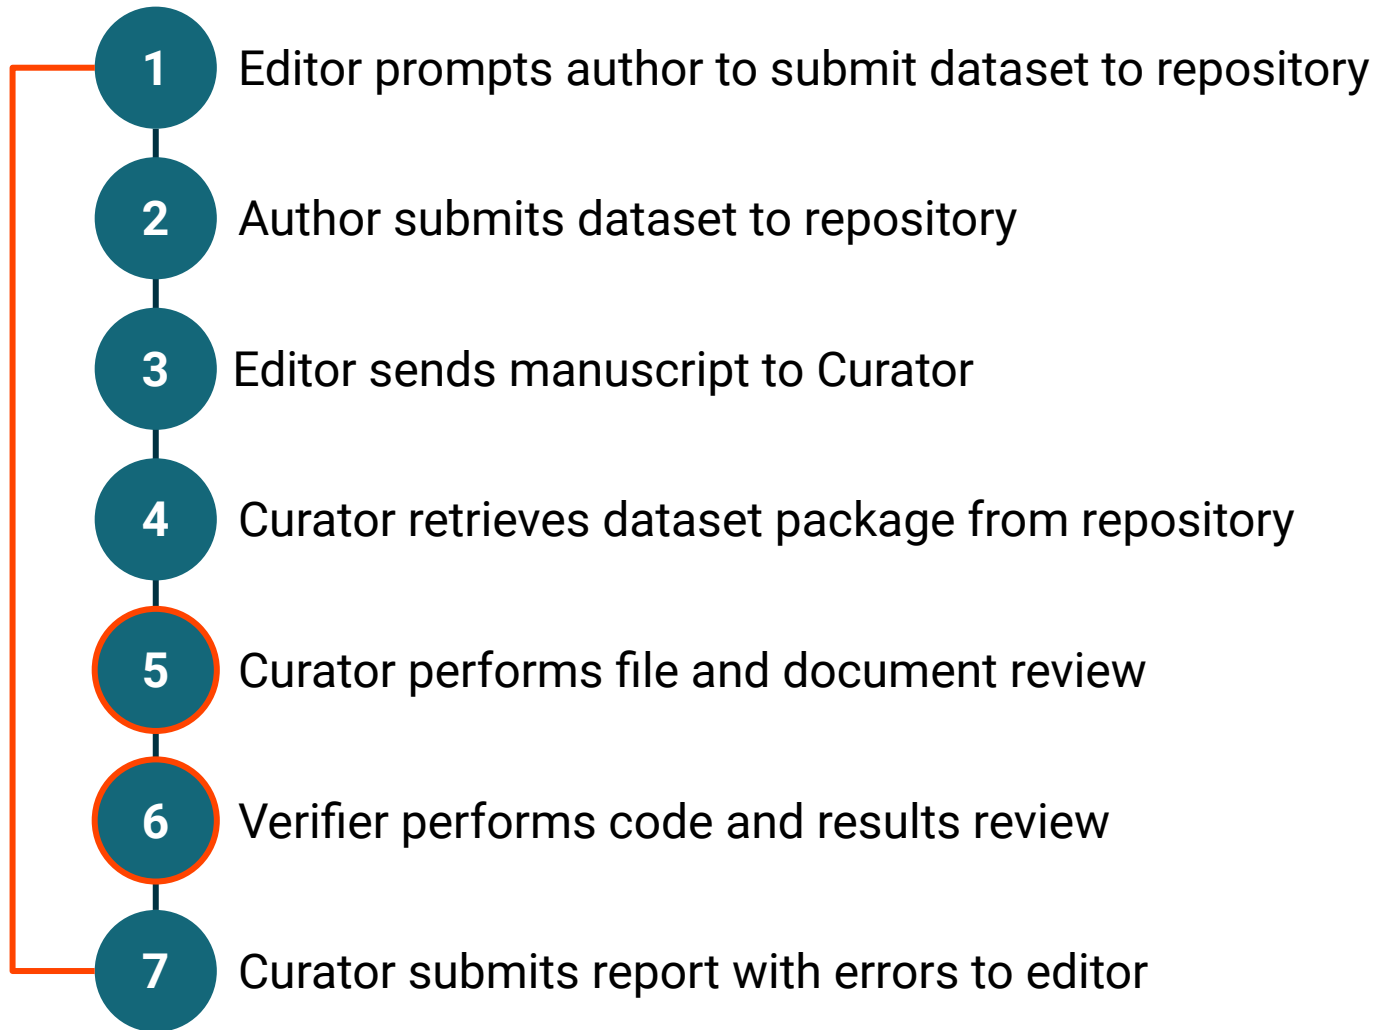 1 Editor prompts author to submit dataset to repository
2 Author submits dataset to repository
3 Editor sends manuscript to Curator
4 Curator retrieves dataset package from repository
5 Curator performs file and document review
6 Verifier performs code and results review
7 Curator submits report with errors to editor